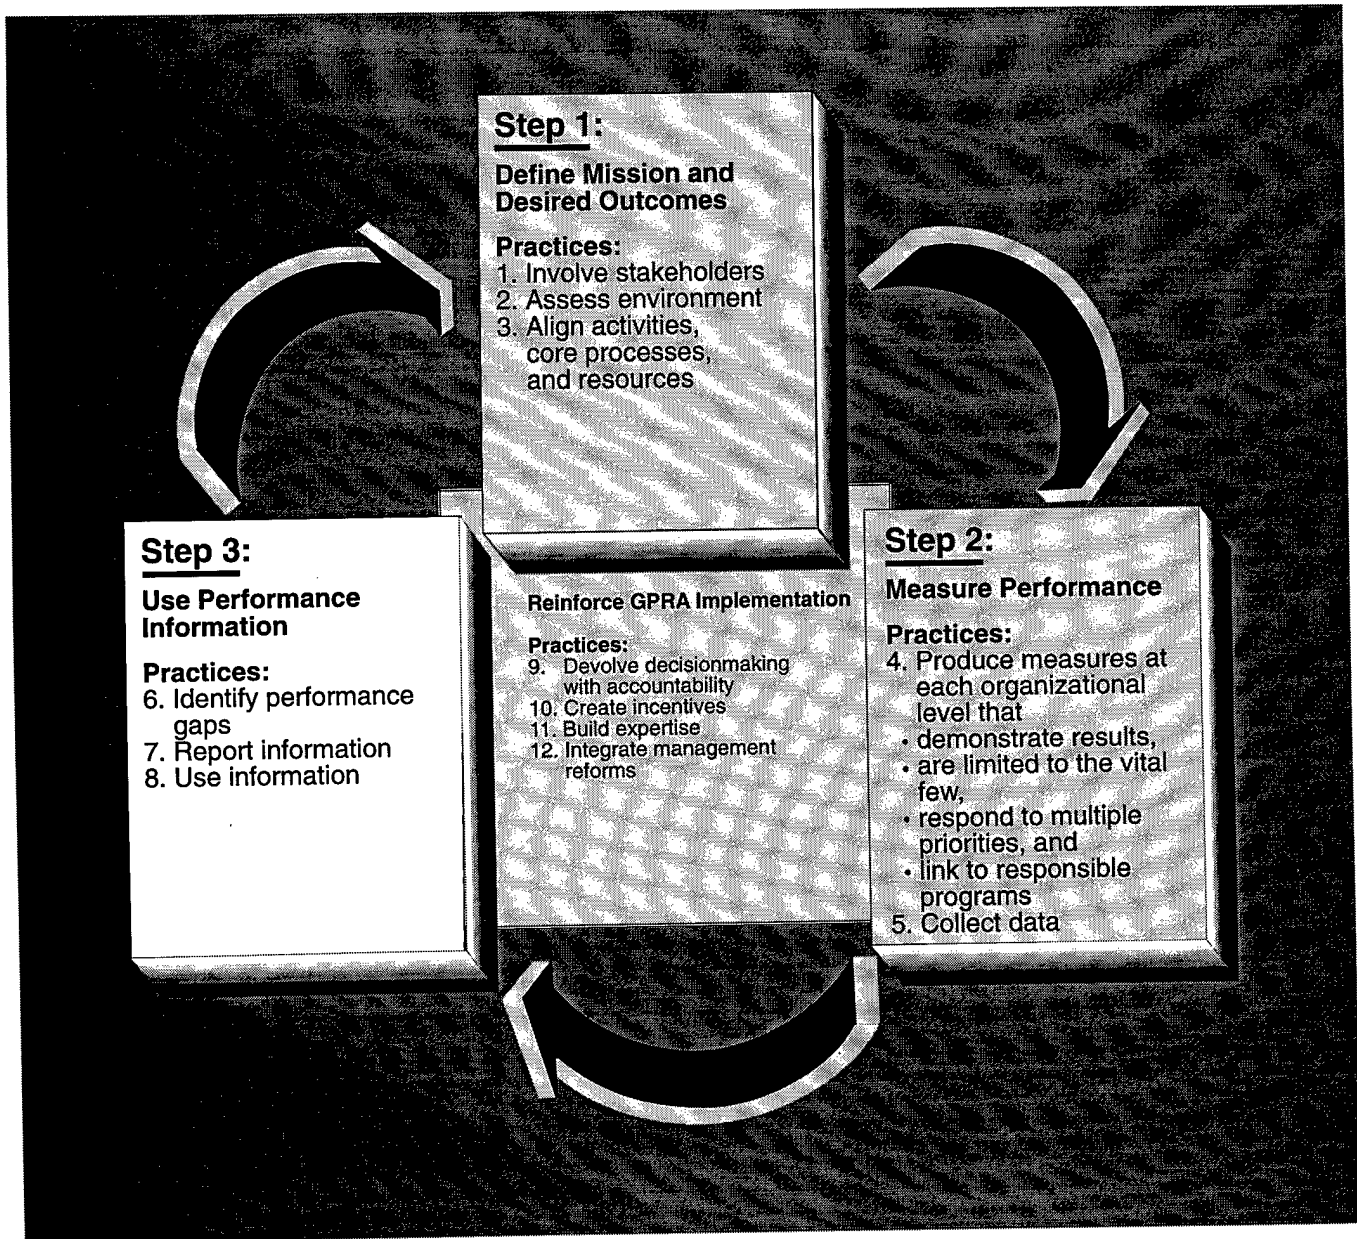 Step 1:
Define Mission and
Desired Outcomes
Practices:
1. Involve stakeholders
2. Assess environment
3. Align activities,
core processes,
and resources
Step 2:
Measure Performance
Practices:
4. Produce measures at
each organizational
level that
• demonstrate results,
• are limited to the vital
few,
• respond to multiple
priorities, and
• link to responsible
programs
5. Collect data
Step 3:
Use Performance
Information
Practices:
6. Identify performance
gaps
7. Report information
8. Use information
Reinforce GPRA Implementation
Practices:
9. Devolve decisionmaking
with accountability
10. Create incentives
11. Build expertise
12. Integrate management
reforms